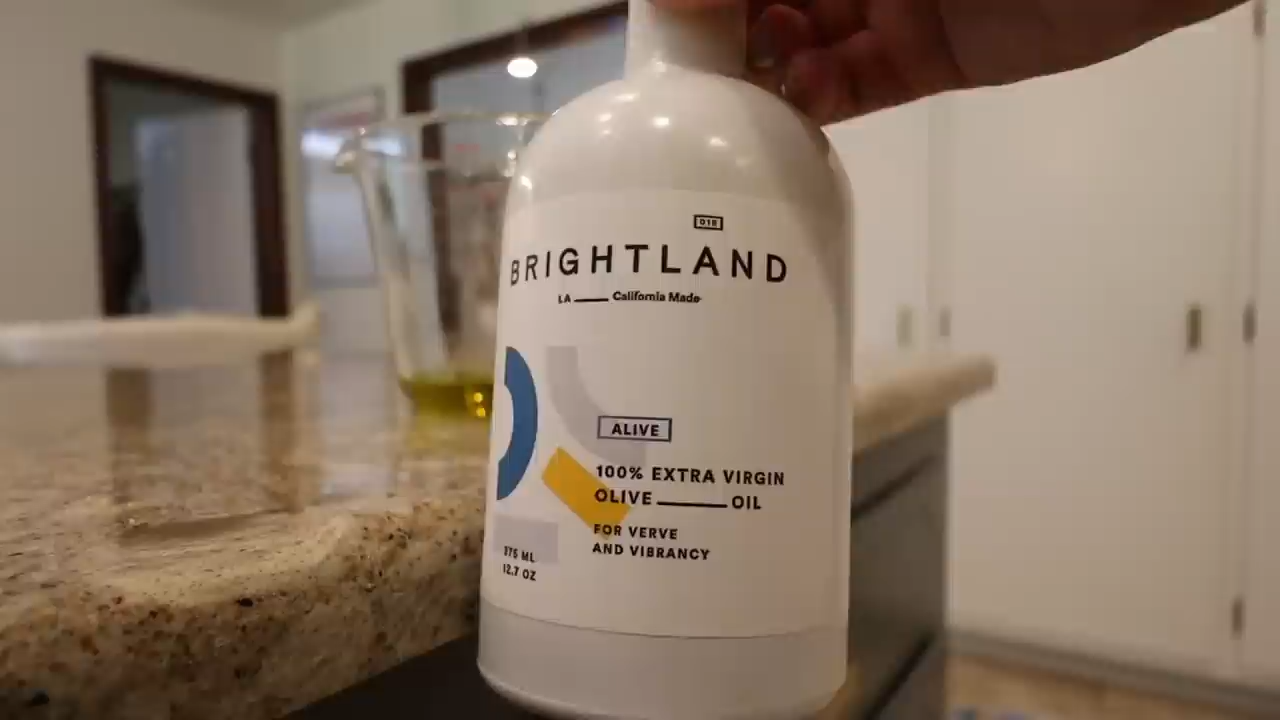 BRIGHTLAND
LA California Made
ALIVE
100% EXTRA VIRGIN
OLIVE OIL
FOR VERVE
AND VIBRANCY
375 ML
12.7 OZ